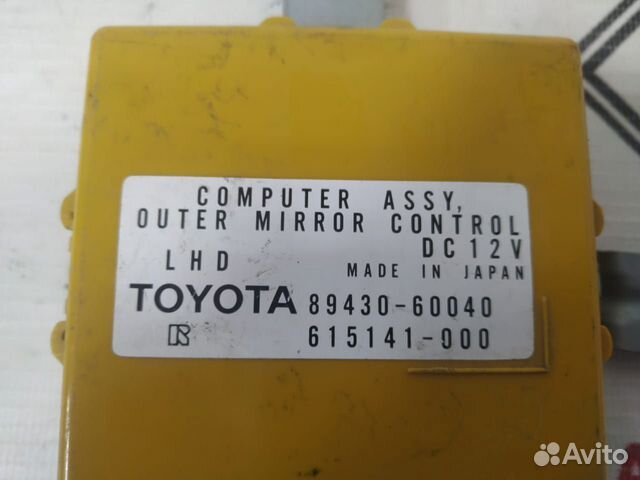 COMPUTER ASSY,
OUTER MIRROR CONTROL
DC12V
LHD
MADE IN JAPAN
TOYOTA 89430-60040
615141-000
Avito